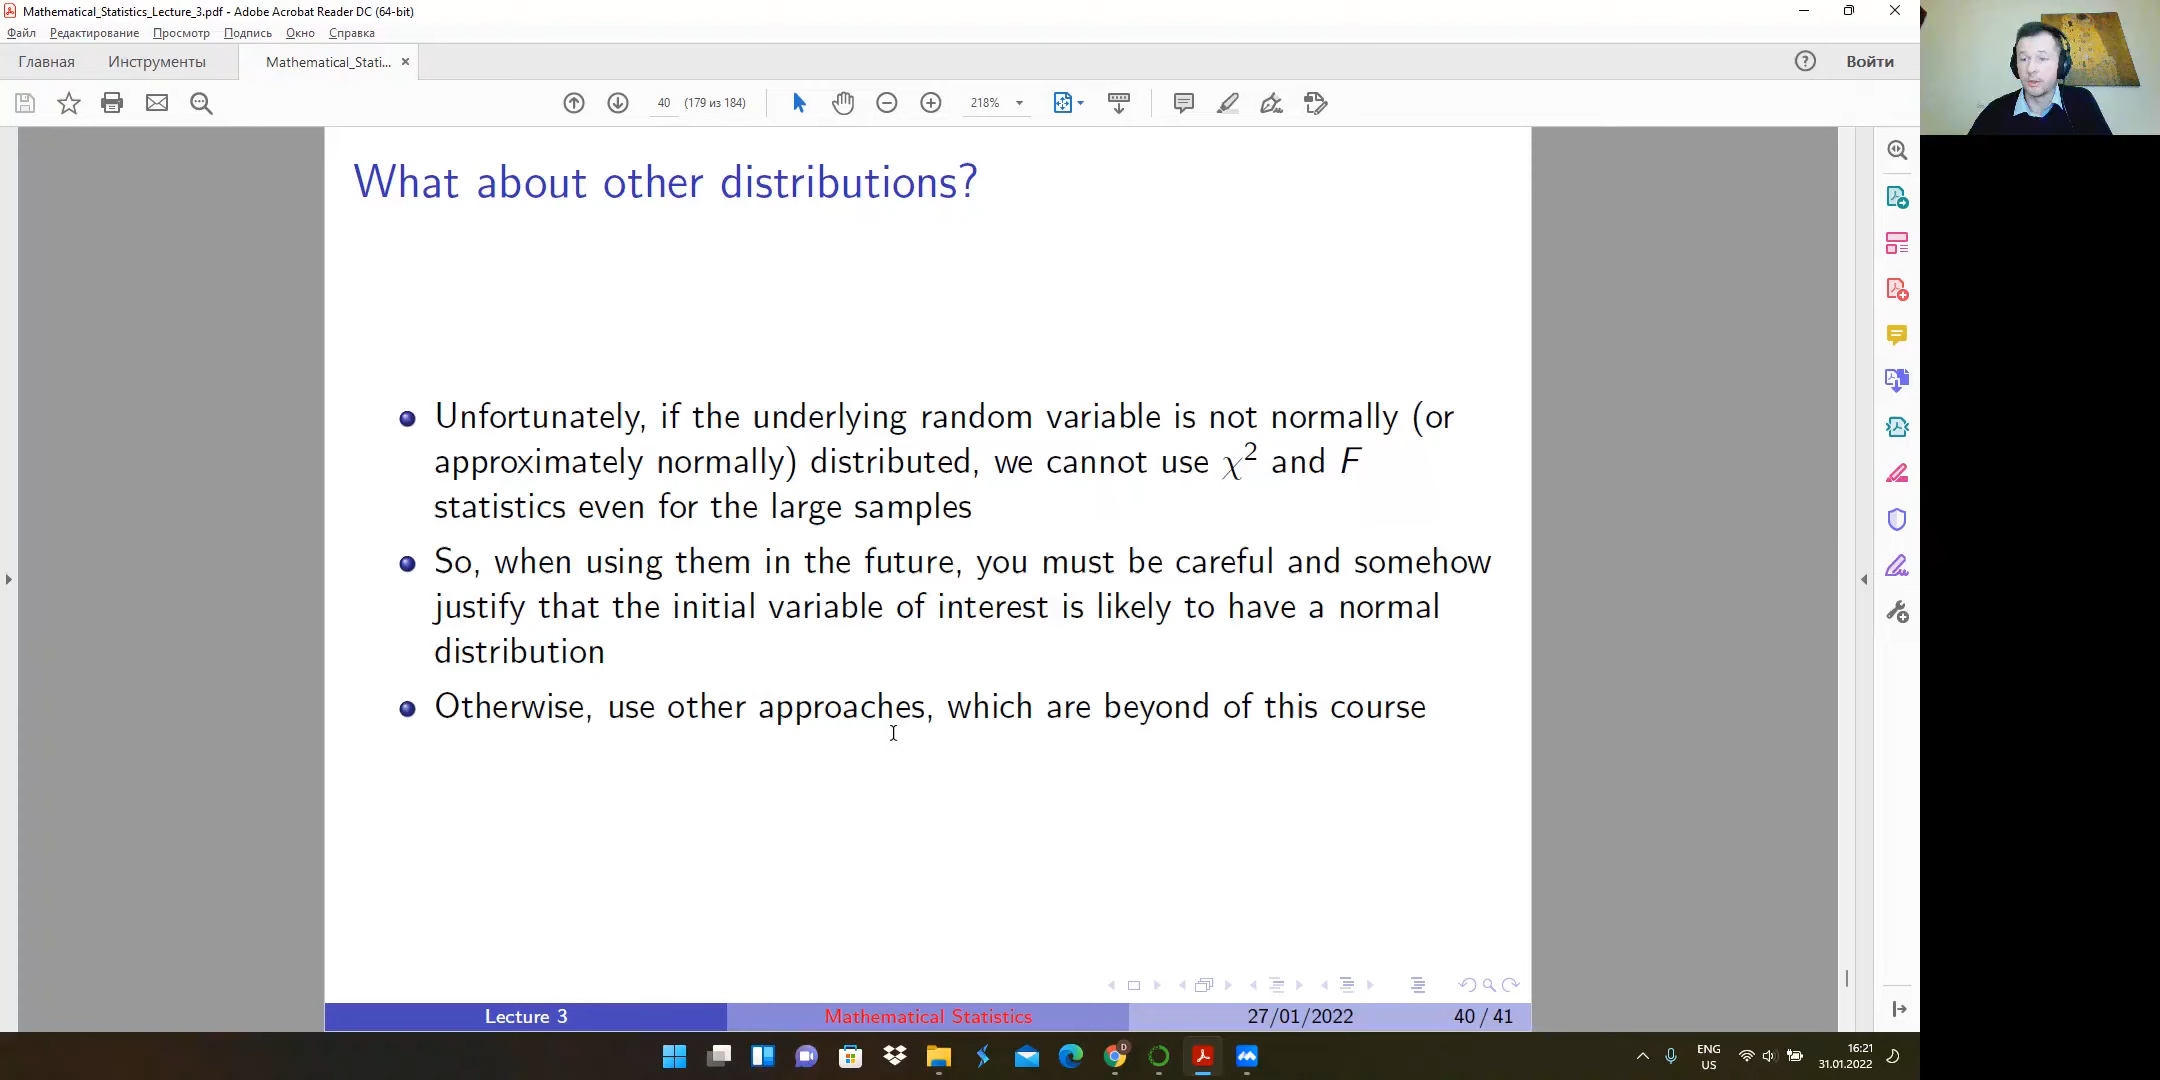 Mathematical_Statistics_Lecture_3.pdf - Adobe Acrobat Reader DC (64-bit)
Файл Редактирование Просмотр Подпись Окно Справка
Главная Инструменты Mathematical_Stati... × Войти
40 (179 из 184) 218%
What about other distributions?
Unfortunately, if the underlying random variable is not normally (or
approximately normally) distributed, we cannot use χ² and F
statistics even for the large samples
So, when using them in the future, you must be careful and somehow
justify that the initial variable of interest is likely to have a normal
distribution
Otherwise, use other approaches, which are beyond of this course
Lecture 3 Mathematical Statistics 27/01/2022 40 / 41
ENG
US
16:21
31.01.2022